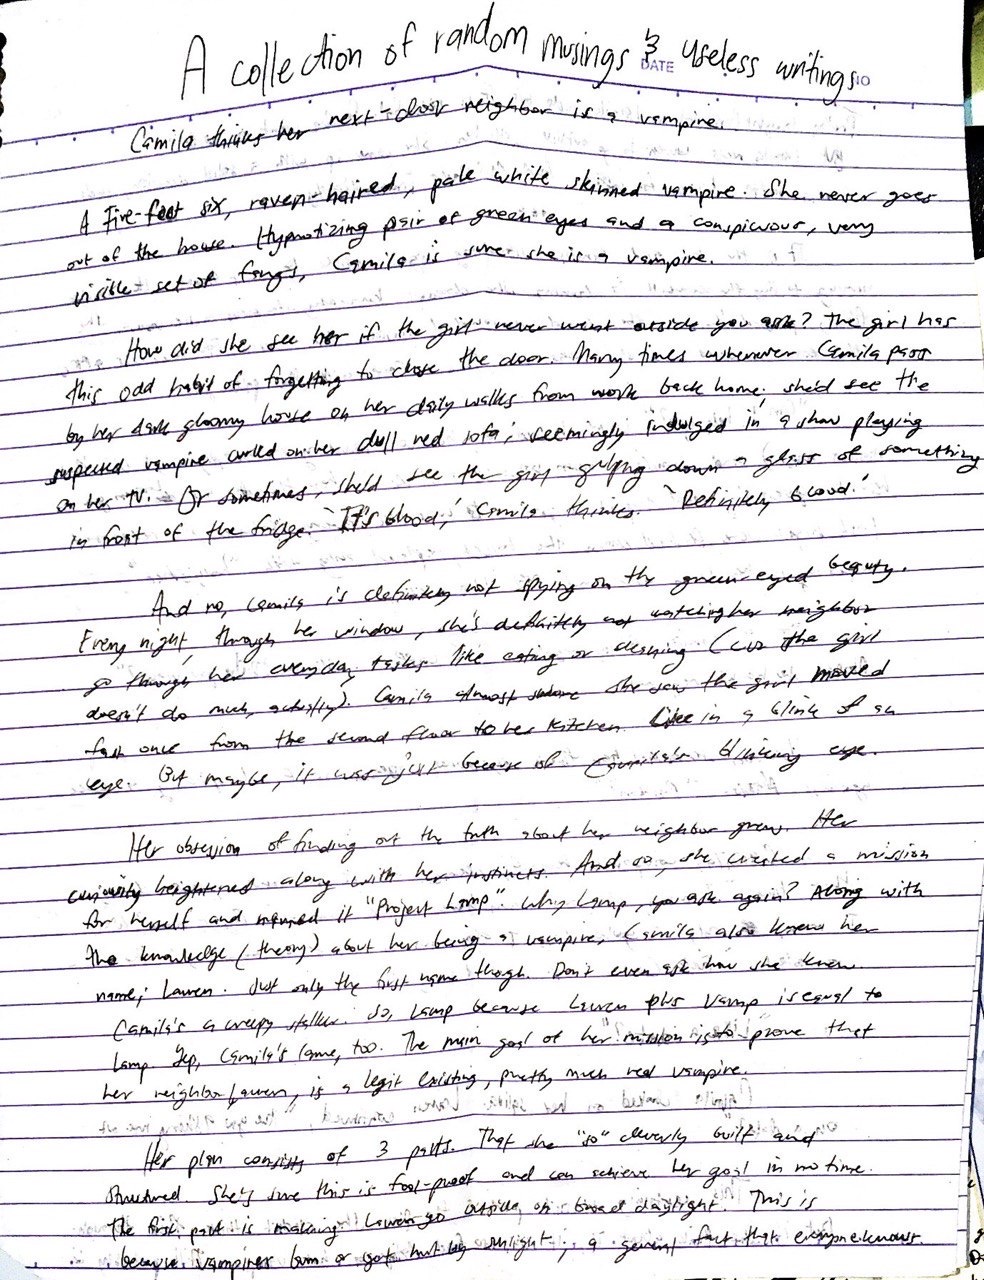 A collection of random musings & useless writings
DATE NO
Camila thinks her next-door neighbor is a vampire.
A Five-feet six, raven-haired, pale white skinned vampire. She never goes
out of the house. Hypnotizing pair of green eyes and a conspicuous, very
visible set of fangs, Camila is sure she is a vampire.
How did she see her if the girl never went outside you ask? The girl has
this odd habit of forgetting to close the door. Many times whenever Camila pass
by her dark gloomy house on her daily walks from work back home, she'd see the
suspected vampire curled on her dull red sofa, seemingly indulged in a show playing
on her TV. Or sometimes, she'd see the girl gulping down a glass of something
in front of the fridge. 'It's blood,' Camila thinks. 'Definitely blood.'
And no, Camila is definitely not spying on the green-eyed beauty.
Every night, through her window, she's definitely not watching her neighbor
go through her everyday tasks like eating or (cus the girl
doesn't do much, actually). Camila almost she saw the girl moved
fast once from the second floor to her kitchen like in a blink of an
eye. But maybe, it was just because of Camila's blinking eye.
Her obsession of finding out the truth about her neighbor grew. Her
curiosity heightened along with her instincts. And so, she created a mission
for herself and named it "Project Lamp". Why Lamp, you ask again? Along with
the knowledge (theory) about her being a vampire, Camila also knew her
name; Lauren. Just only the first name though. Don't even ask how she knew.
Camila's a creepy stalker. So, Lamp because Lauren plus Vamp is equal to
Lamp. Yep, Camila's lame, too. The main goal of her mission is to prove that
her neighbor Lauren, is a legit existing, pretty much real vampire.
Her plan consists of 3 parts. That she "so" cleverly built and
structured. She's sure this is fool-proof and can achieve her goal in no time.
The first part is making Lauren go outside on broad daylight. This is
because vampires burn or get hurt by sunlight, a general fact that everyone knows.